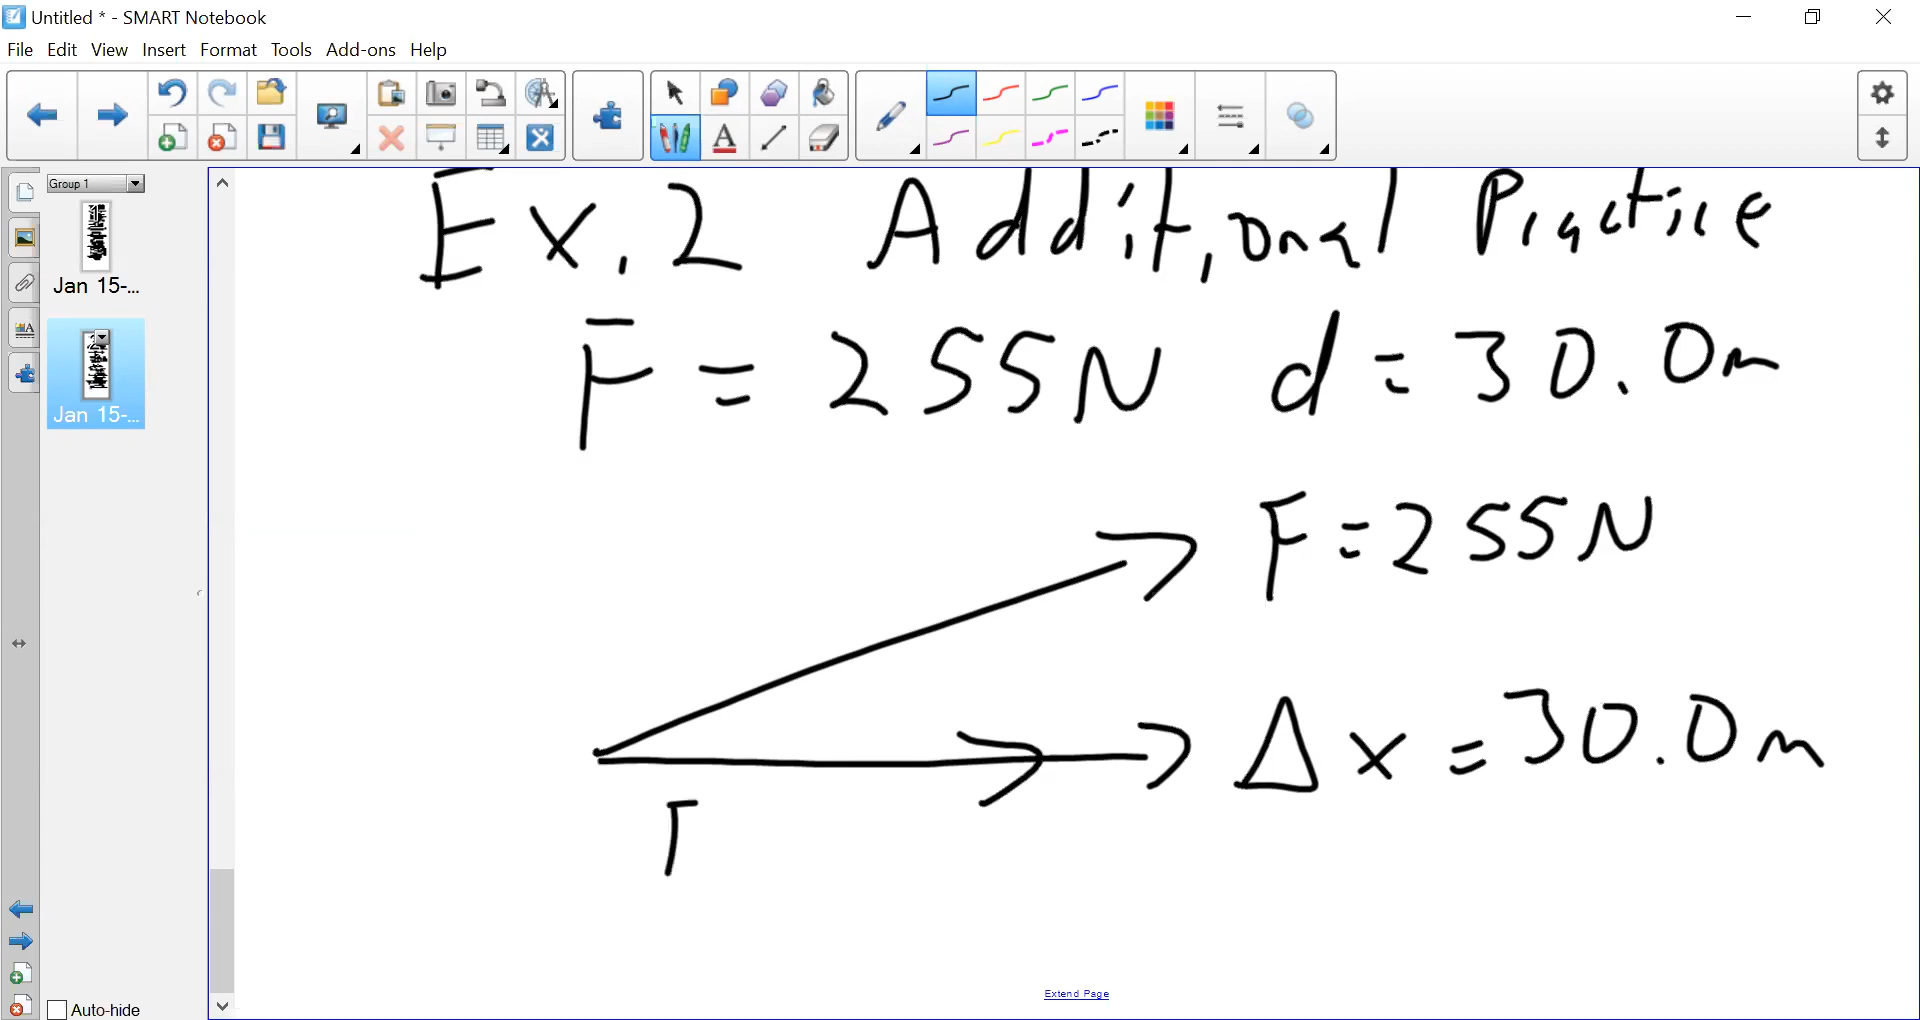 Untitled * - SMART Notebook
File Edit View Insert Format Tools Add-ons Help
Group 1
Jan 15-...
Jan 15-...
Ex. 2 Additional Practice
F = 255N d = 30.0m
F = 255N
Δx = 30.0m
Extend Page
Auto-hide